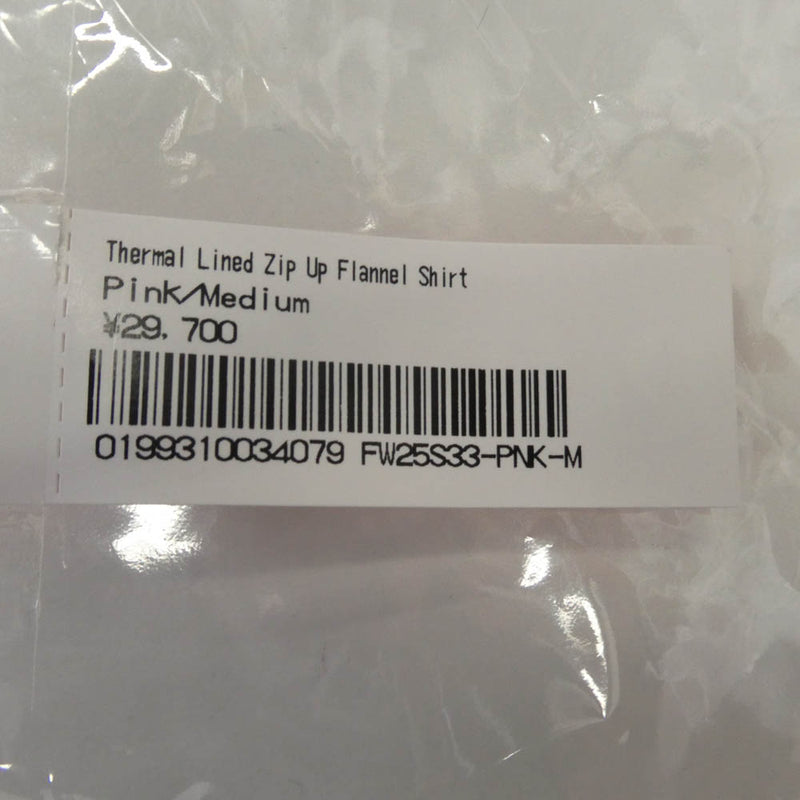 Thermal Lined Zip Up Flannel Shirt
Pink/Medium
¥29,700
0199310034079 FW25S33-PNK-M